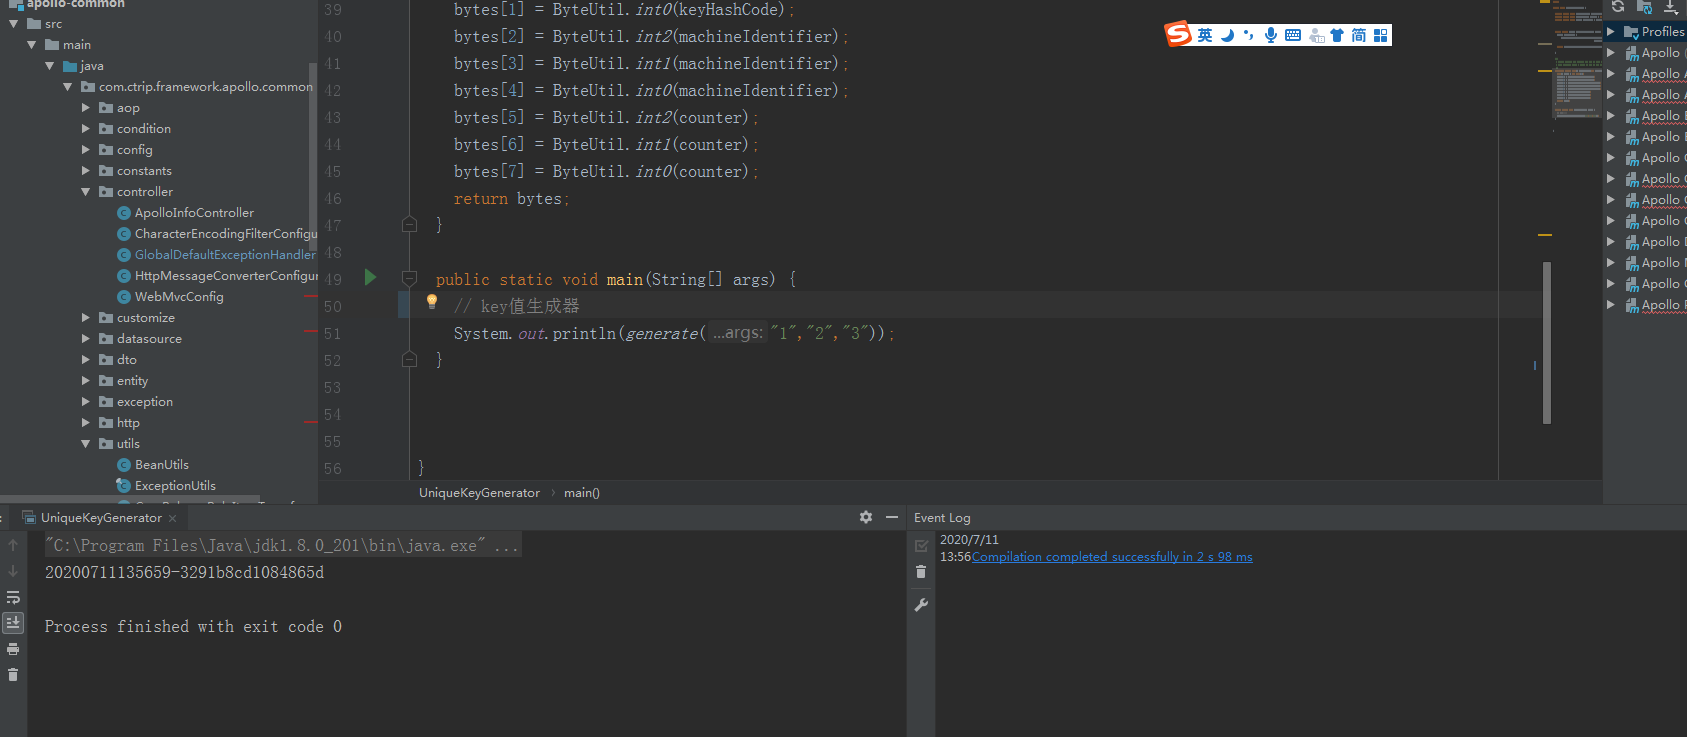 apollo-common
src
main
java
com.ctrip.framework.apollo.common
aop
condition
config
constants
controller
ApolloInfoController
CharacterEncodingFilterConfigu
GlobalDefaultExceptionHandler
HttpMessageConverterConfigur
WebMvcConfig
customize
datasource
dto
entity
exception
http
utils
BeanUtils
ExceptionUtils
39 bytes[1] = ByteUtil.int0(keyHashCode);
40 bytes[2] = ByteUtil.int2(machineIdentifier);
41 bytes[3] = ByteUtil.int1(machineIdentifier);
42 bytes[4] = ByteUtil.int0(machineIdentifier);
43 bytes[5] = ByteUtil.int2(counter);
44 bytes[6] = ByteUtil.int1(counter);
45 bytes[7] = ByteUtil.int0(counter);
46 return bytes;
47 }
48
49 public static void main(String[] args) {
50 // key值生成器
51 System.out.println(generate( ...args: "1","2","3"));
52 }
53
54
55
56 }
UniqueKeyGenerator › main()
英 简
Profiles
Apollo (
Apollo A
Apollo A
Apollo
Apollo
Apollo
Apollo
Apollo
Apollo
Apollo
Apollo
Apollo
Apollo
UniqueKeyGenerator ×
"C:\Program Files\Java\jdk1.8.0_201\bin\java.exe" ...
20200711135659-3291b8cd1084865d
Process finished with exit code 0
Event Log
2020/7/11
13:56 Compilation completed successfully in 2 s 98 ms